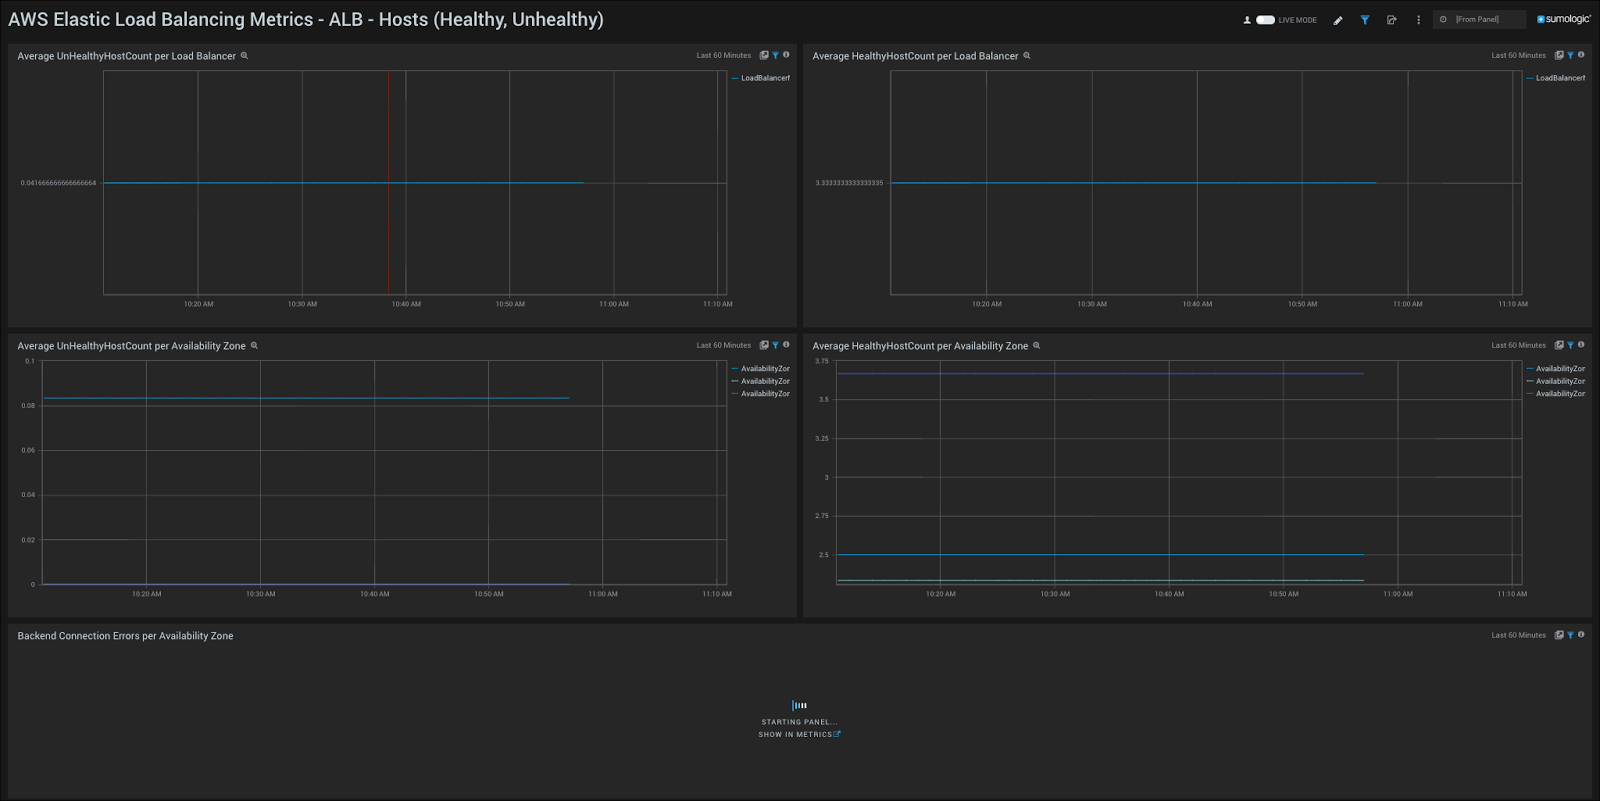 AWS Elastic Load Balancing Metrics - ALB - Hosts (Healthy, Unhealthy)
LIVE MODE
[From Panel]
sumologic
Average UnHealthyHostCount per Load Balancer
Last 60 Minutes
LoadBalancerN
0.041666666666666664
10:20 AM 10:30 AM 10:40 AM 10:50 AM 11:00 AM 11:10 AM
Average HealthyHostCount per Load Balancer
Last 60 Minutes
LoadBalancerN
3.3333333333333335
10:20 AM 10:30 AM 10:40 AM 10:50 AM 11:00 AM 11:10 AM
Average UnHealthyHostCount per Availability Zone
Last 60 Minutes
AvailabilityZor
AvailabilityZor
AvailabilityZor
0.1
0.08
0.06
0.04
0.02
0
10:20 AM 10:30 AM 10:40 AM 10:50 AM 11:00 AM 11:10 AM
Average HealthyHostCount per Availability Zone
Last 60 Minutes
AvailabilityZor
AvailabilityZor
AvailabilityZor
3.75
3.5
3.25
3
2.75
2.5
10:20 AM 10:30 AM 10:40 AM 10:50 AM 11:00 AM 11:10 AM
Backend Connection Errors per Availability Zone
Last 60 Minutes
STARTING PANEL...
SHOW IN METRICS